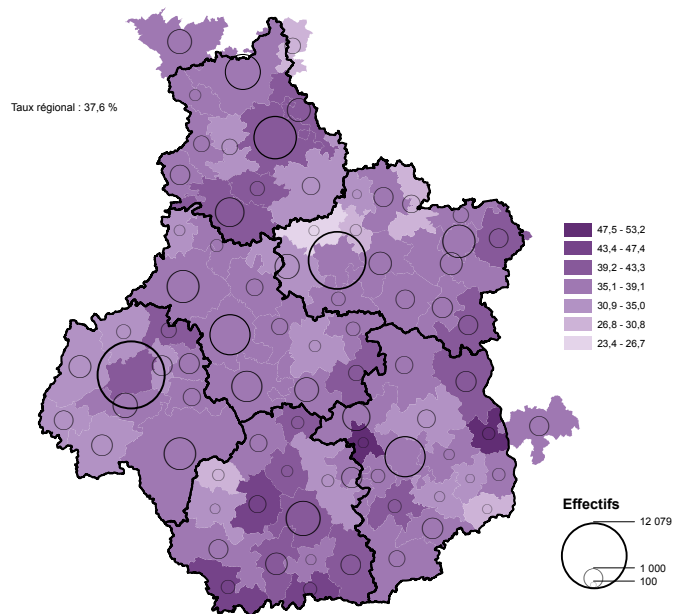 Taux régional : 37,6 %
47,5 - 53,2
43,4 - 47,4
39,2 - 43,3
35,1 - 39,1
30,9 - 35,0
26,8 - 30,8
23,4 - 26,7
Effectifs
12 079
1 000
100